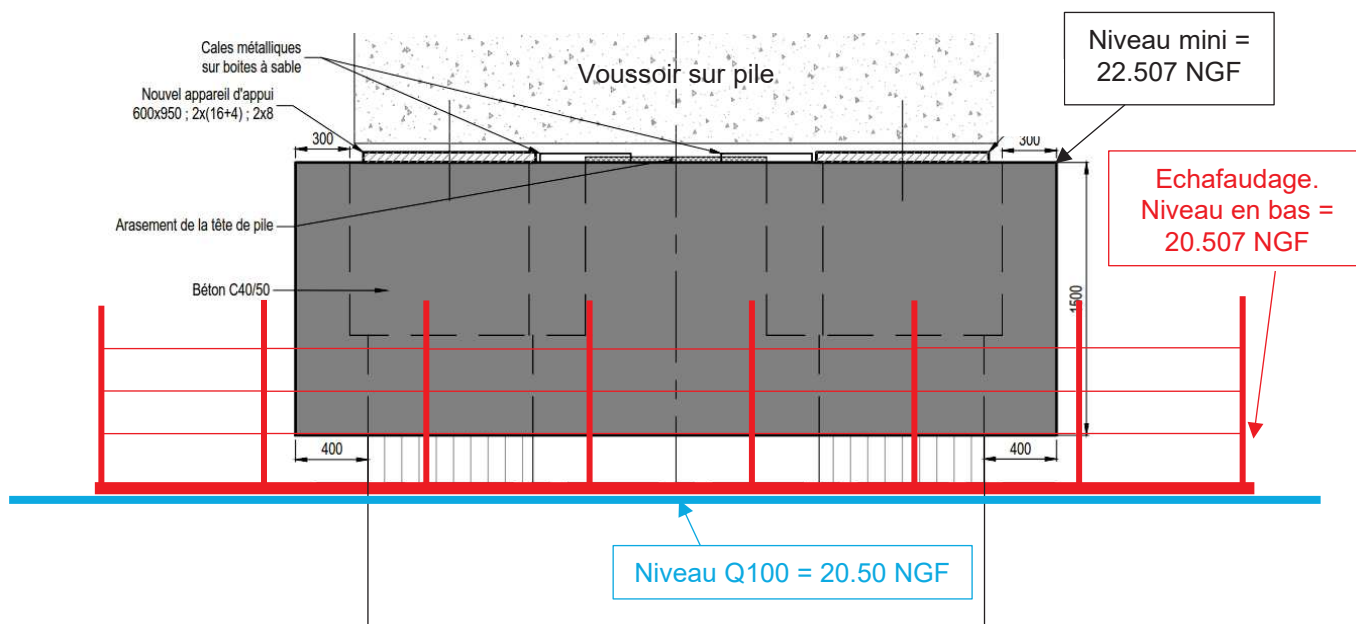 Cales métalliques
sur boites à sable
Nouvel appareil d'appui
600x950 ; 2x(16+4) ; 2x8
300
Voussoir sur pile
Niveau mini =
22.507 NGF
300
Echafaudage.
Niveau en bas =
20.507 NGF
Arasement de la tête de pile
Béton C40/50
1500
400
400
Niveau Q100 = 20.50 NGF